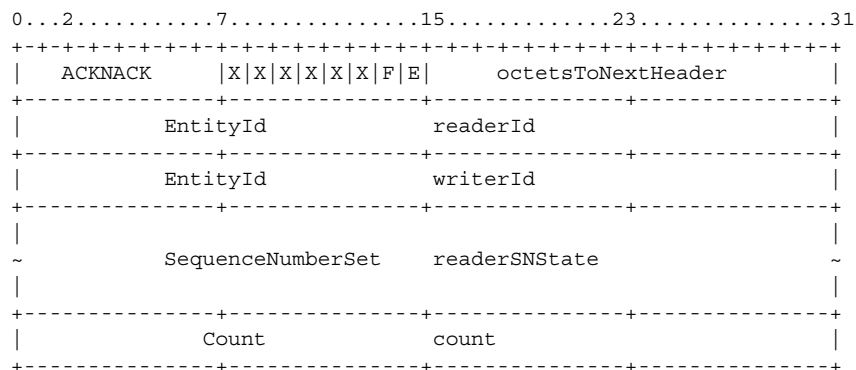 0...2...........7...............15.............23...............31
+-+-+-+-+-+-+-+-+-+-+-+-+-+-+-+-+-+-+-+-+-+-+-+-+-+-+-+-+-+-+-+-+
| ACKNACK |X|X|X|X|X|X|F|E| octetsToNextHeader |
+---------------+---------------+---------------+---------------+
| EntityId readerId |
+---------------+---------------+---------------+---------------+
| EntityId writerId |
+---------------+---------------+---------------+---------------+
| |
~ SequenceNumberSet readerSNState ~
| |
+---------------+---------------+---------------+---------------+
| Count count |
+---------------+---------------+---------------+---------------+